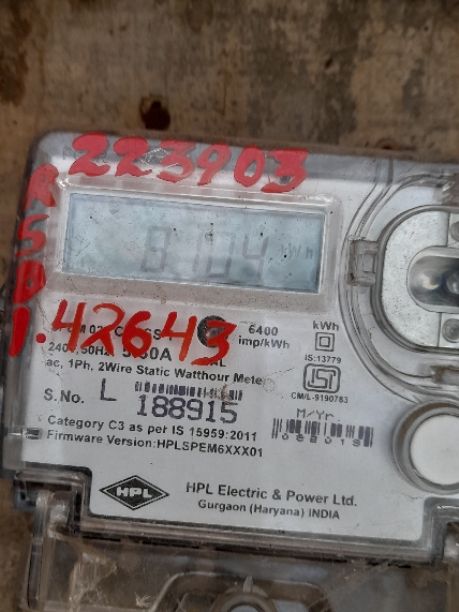 223903
RSD
8104 kWh
1.42643
6400 imp/kWh
kWh
240V, 50Hz
IS:13779
ac, 1Ph, 2Wire Static Watthour Meter
CM/L-9190783
S.No. L 188915
M/Yr.
Category C3 as per IS 15959:2011
Firmware Version:HPLSPEM6XXX01
HPL
HPL Electric & Power Ltd.
Gurgaon (Haryana) INDIA